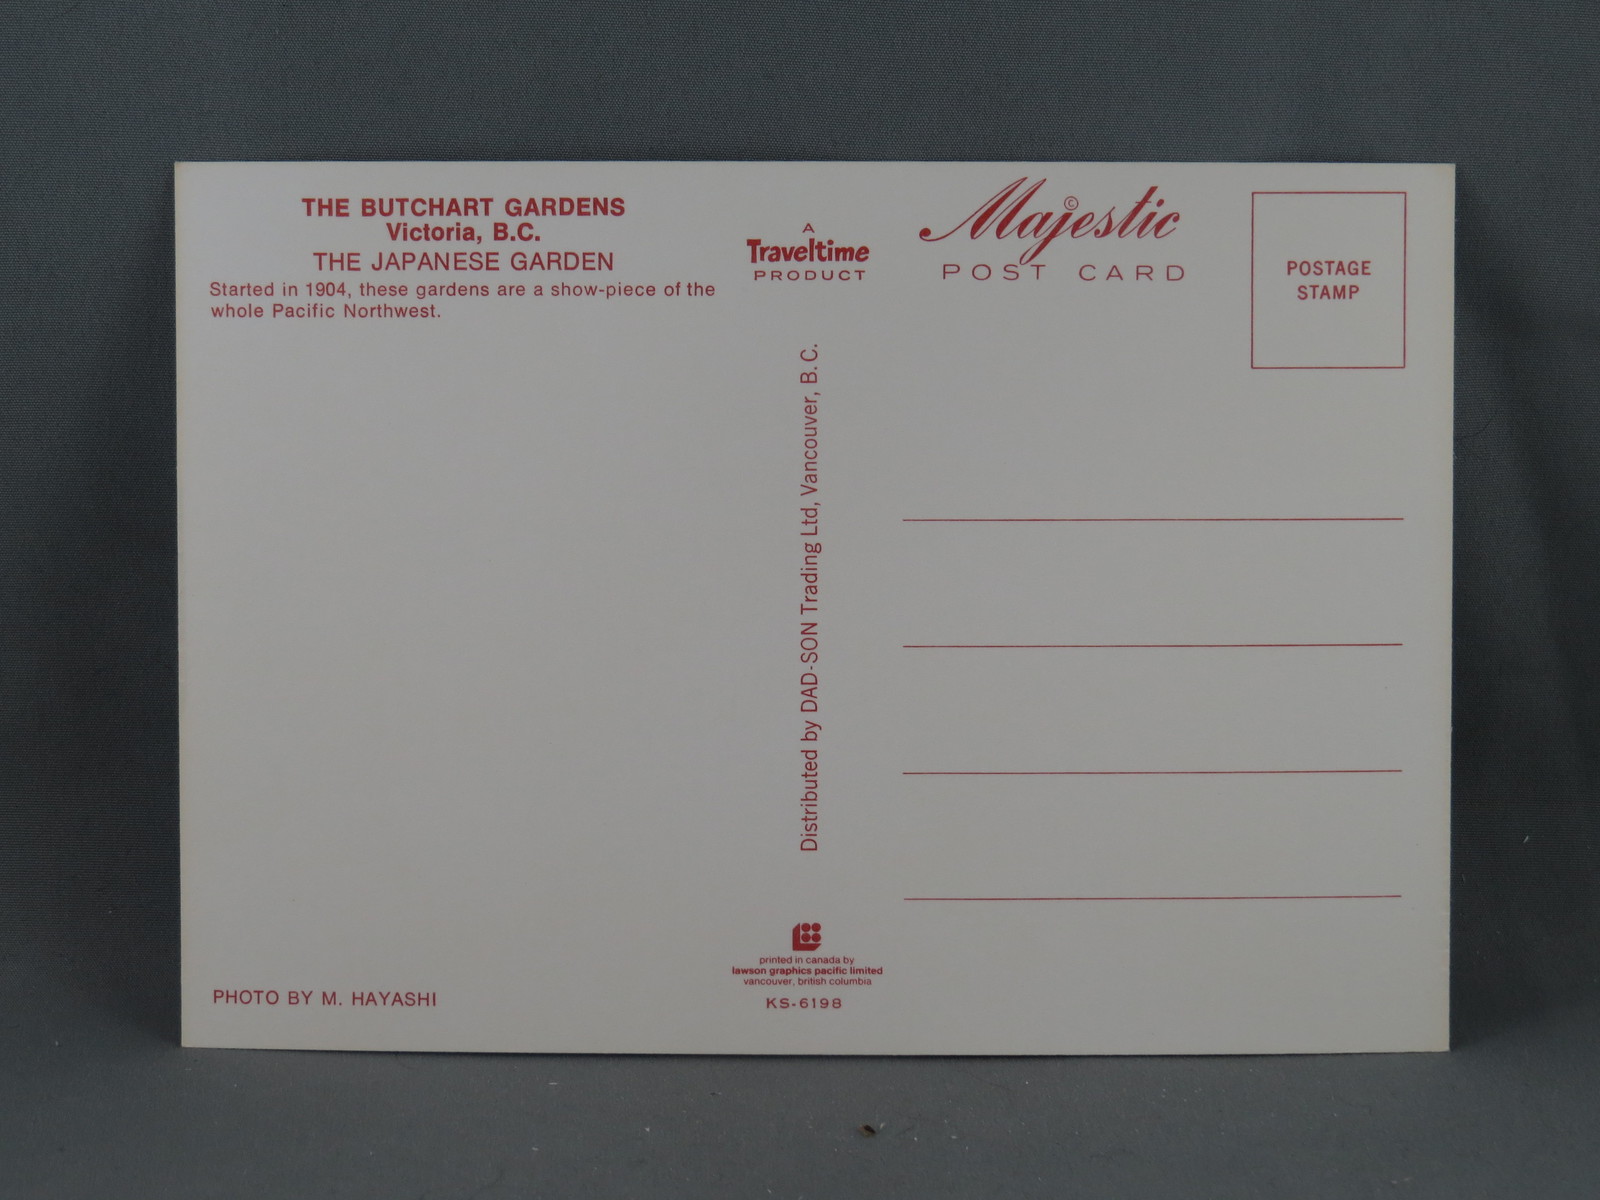 THE BUTCHART GARDENS
Victoria, B.C.
THE JAPANESE GARDEN
Started in 1904, these gardens are a show-piece of the
whole Pacific Northwest.
PHOTO BY M. HAYASHI
A
Traveltime
PRODUCT
Distributed by DAD-SON Trading Ltd, Vancouver, B.C.
printed in canada by
lawson graphics pacific limited
vancouver, british columbia
KS-6198
Majestic ©
POST CARD
POSTAGE
STAMP